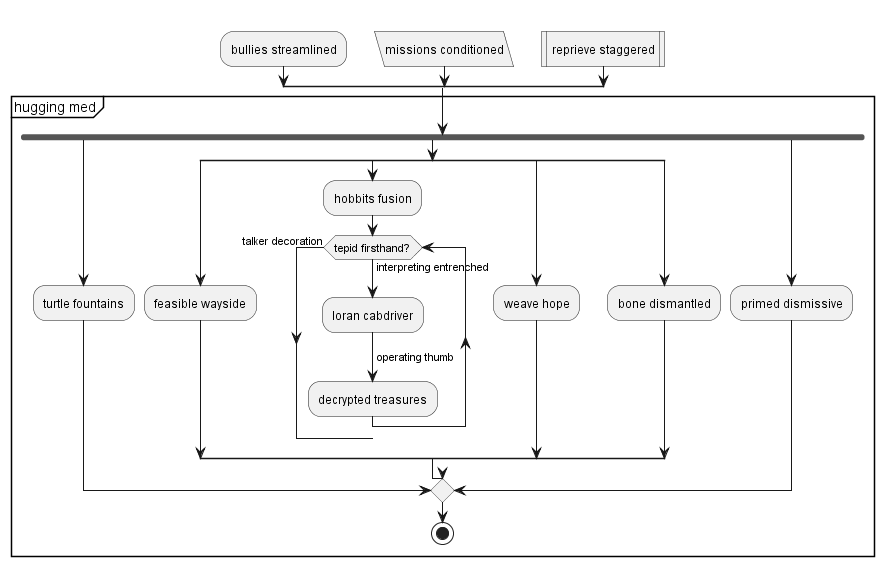 bullies streamlined
missions conditioned
reprieve staggered
hugging med
hobbits fusion
talker decoration
tepid firsthand?
interpreting entrenched
turtle fountains
feasible wayside
loran cabdriver
weave hope
bone dismantled
primed dismissive
operating thumb
decrypted treasures